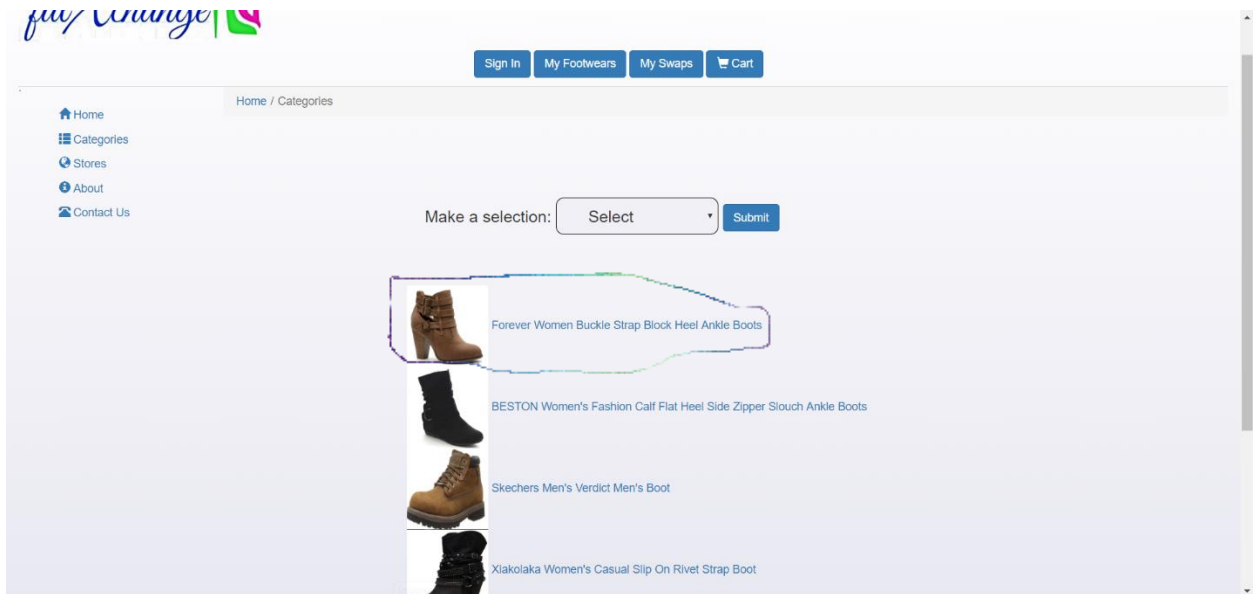 Sign In
My Footwears
My Swaps
Cart
Home / Categories
Home
Categories
Stores
About
Contact Us
Make a selection:
Select
Submit
Forever Women Buckle Strap Block Heel Ankle Boots
BESTON Women's Fashion Calf Flat Heel Side Zipper Slouch Ankle Boots
Skechers Men's Verdict Men's Boot
Xiakolaka Women's Casual Slip On Rivet Strap Boot